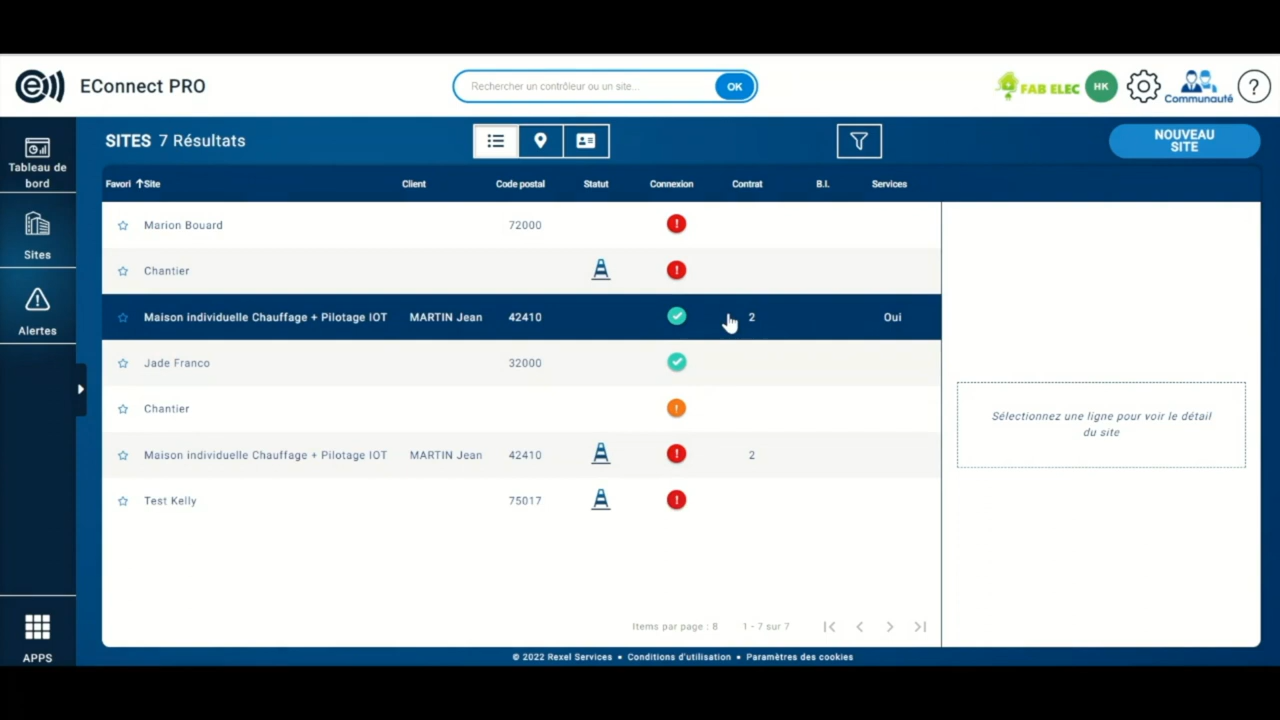 e
EConnect PRO
Rechercher un contrôleur ou un site...
OK
FAB ELEC
HK
Communauté
?
Tableau de
bord
Sites
Alertes
APPS
SITES 7 Résultats
NOUVEAU
SITE
Favori Site Client Code postal Statut Connexion Contrat B.I. Services
Marion Bouard 72000 !
Chantier !
Maison individuelle Chauffage + Pilotage IOT MARTIN Jean 42410 2 Oui
Jade Franco 32000
Chantier !
Maison individuelle Chauffage + Pilotage IOT MARTIN Jean 42410 ! 2
Test Kelly 75017 !
Sélectionnez une ligne pour voir le détail
du site
Items par page : 8 1 - 7 sur 7
© 2022 Rexel Services • Conditions d'utilisation • Paramètres des cookies